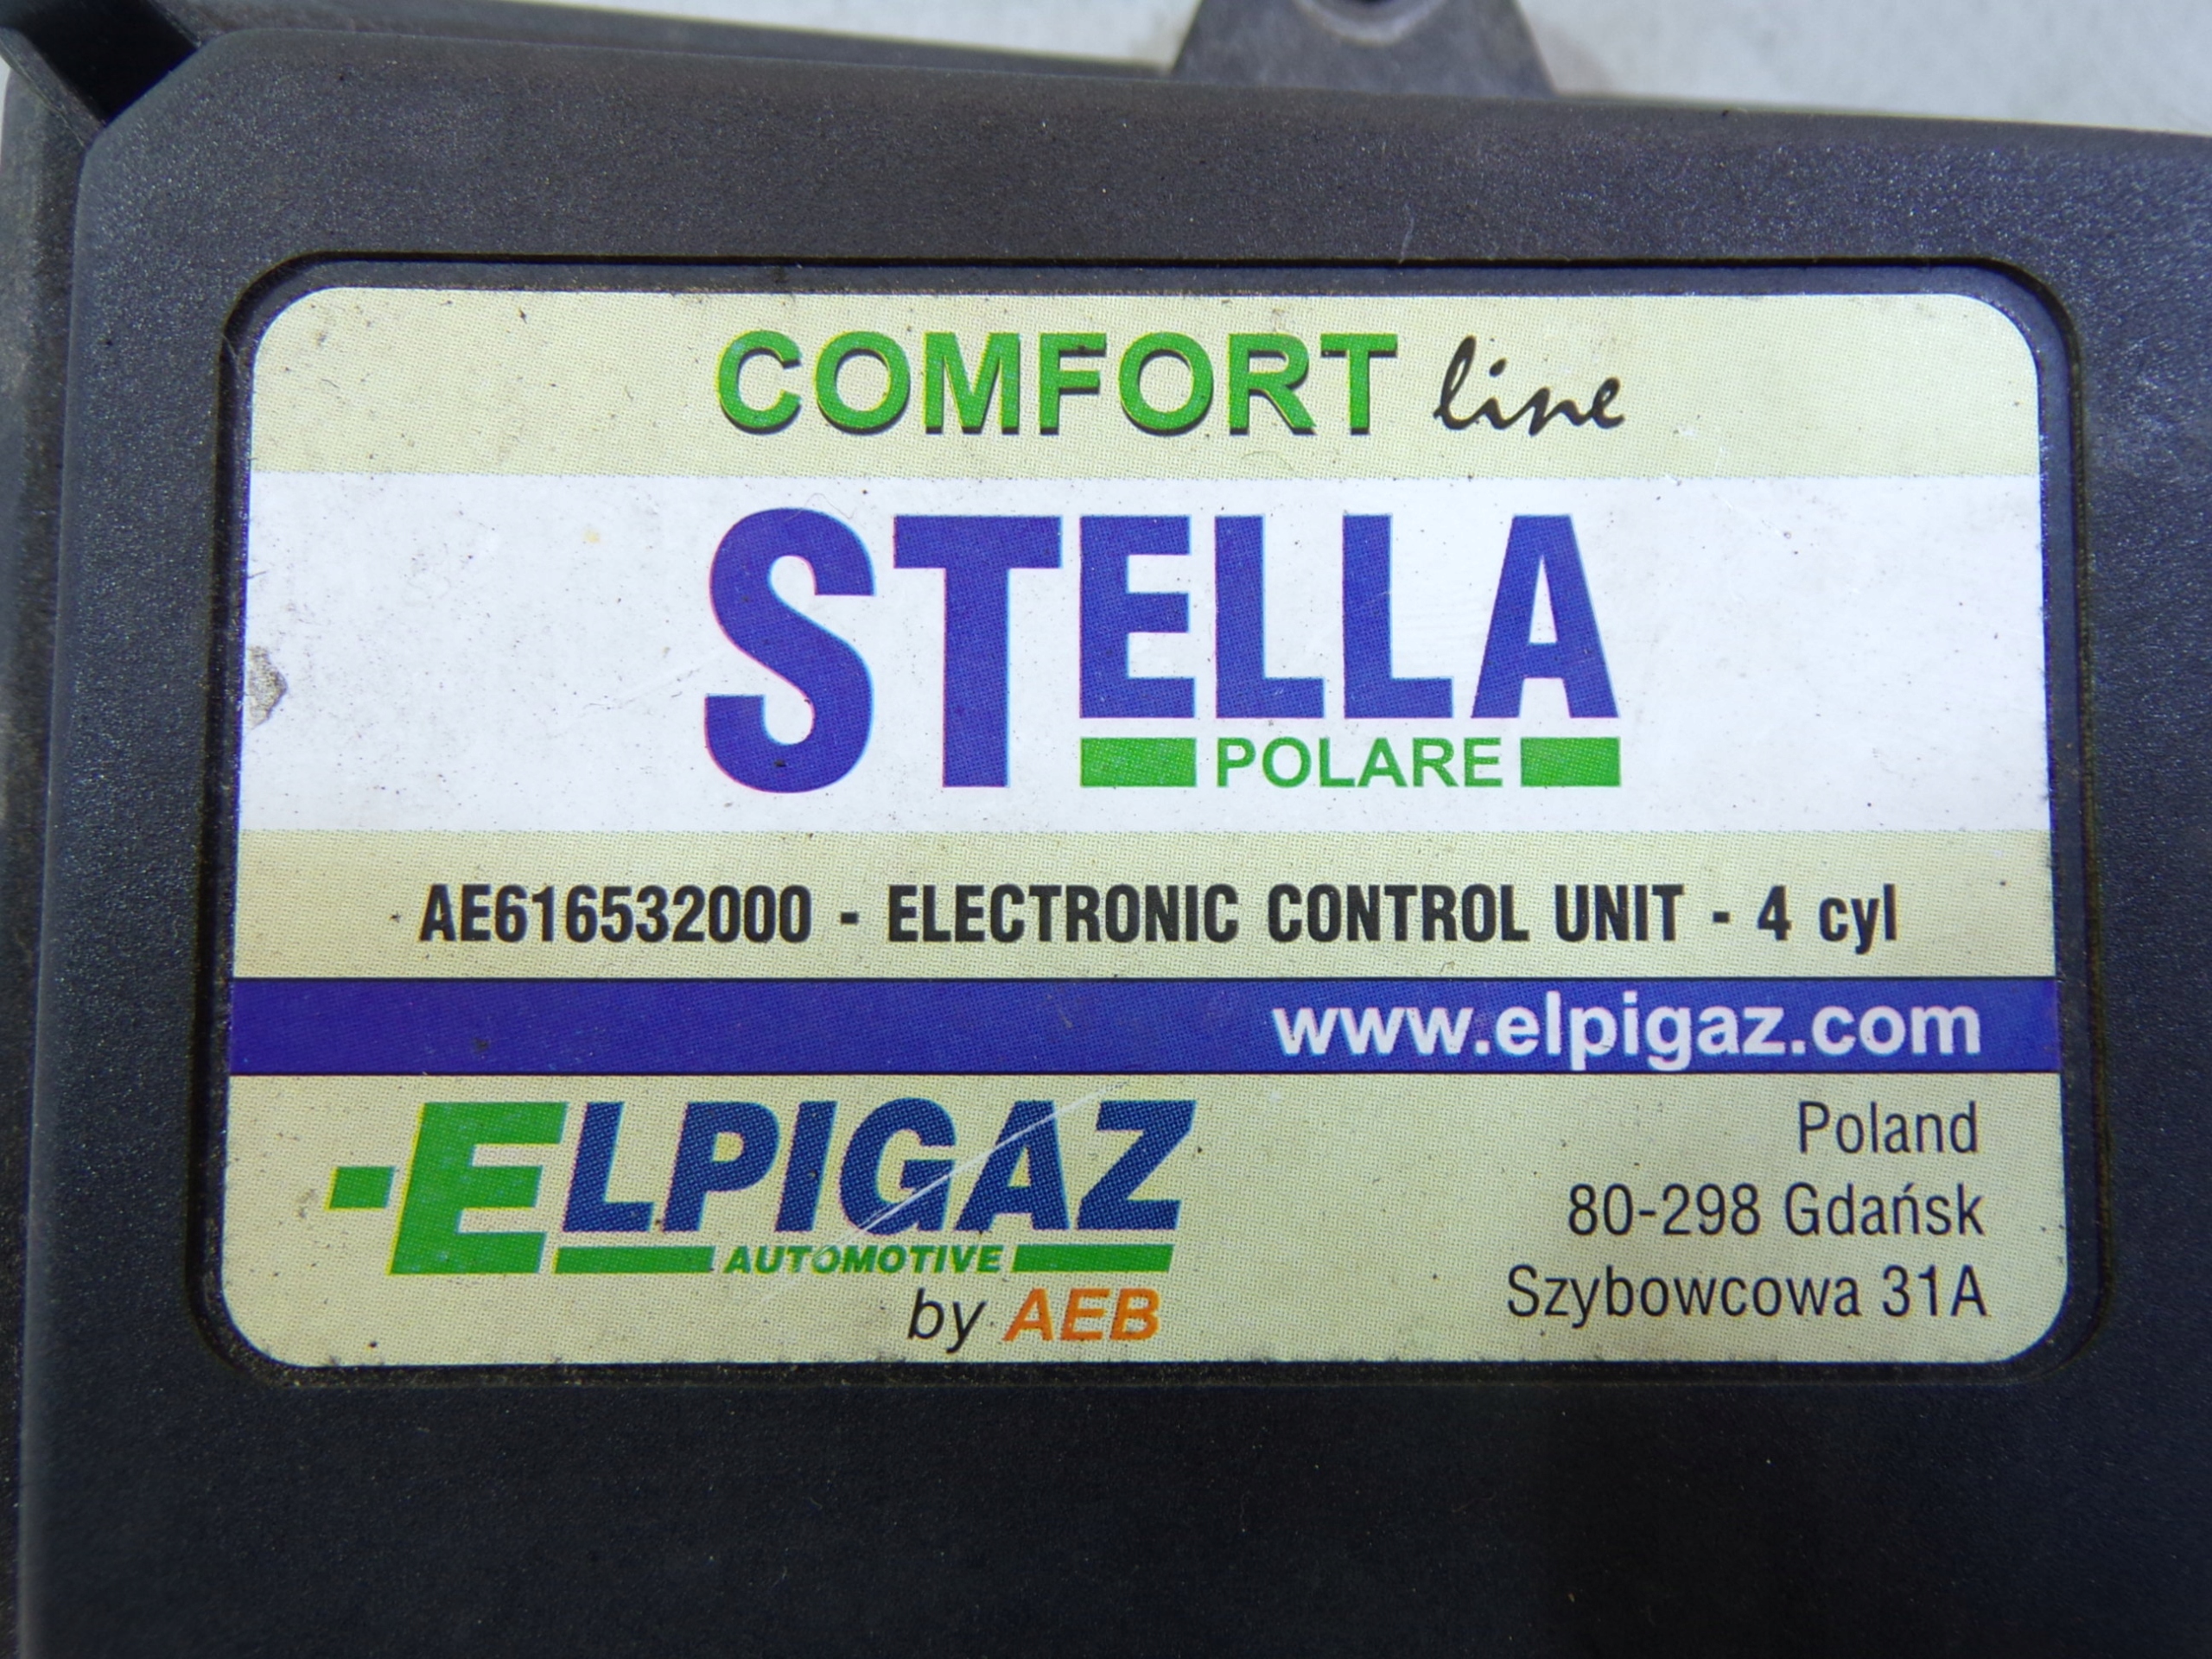 COMFORT line
STELLA
POLARE
AE616532000 - ELECTRONIC CONTROL UNIT - 4 cyl
www.elpigaz.com
ELPIGAZ
AUTOMOTIVE
by AEB
Poland
80-298 Gdańsk
Szybowcowa 31A